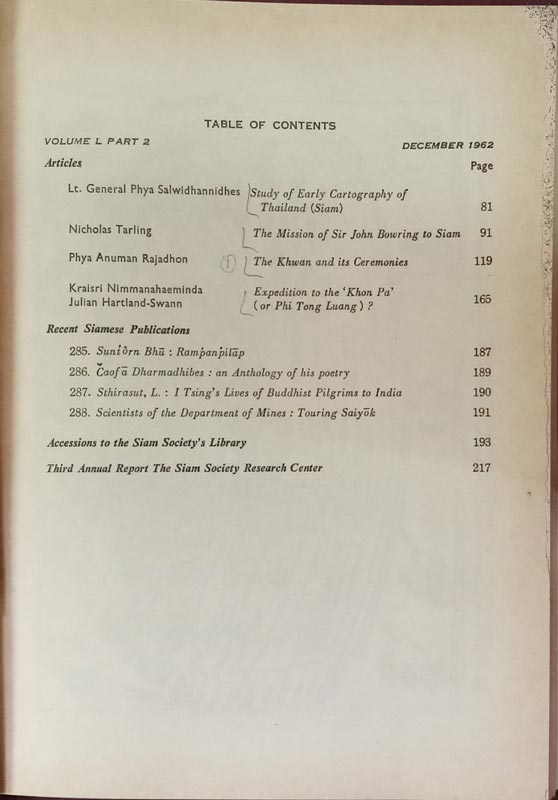 TABLE OF CONTENTS
VOLUME L PART 2 DECEMBER 1962
Articles Page
Lt. General Phya Salwidhannidhes Study of Early Cartography of
Thailand (Siam) 81
Nicholas Tarling The Mission of Sir John Bowring to Siam 91
Phya Anuman Rajadhon (1) The Khwan and its Ceremonies 119
Kraisri Nimmanahaeminda Expedition to the ‘Khon Pa’
Julian Hartland-Swann (or Phi Tong Luang) ? 165
Recent Siamese Publications
285. Suntorn Bhū : Rampanpilāp 187
286. Čaofā Dharmadhibes : an Anthology of his poetry 189
287. Sthirasut, L. : I Tsing's Lives of Buddhist Pilgrims to India 190
288. Scientists of the Department of Mines : Touring Saiyōk 191
Accessions to the Siam Society's Library 193
Third Annual Report The Siam Society Research Center 217